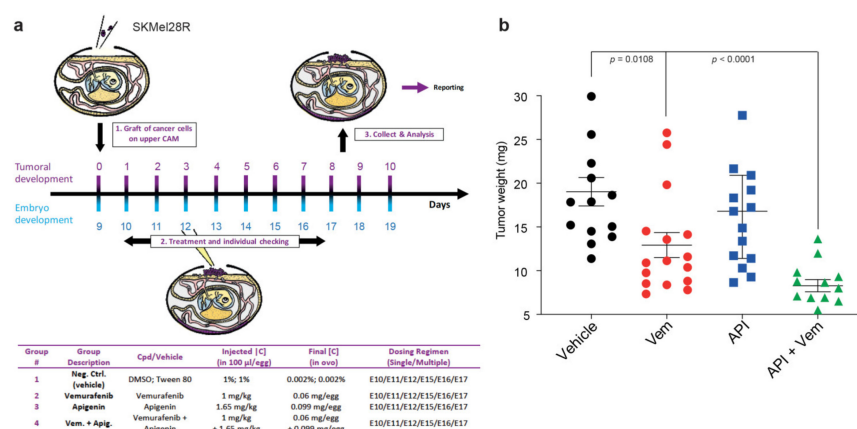 a
SKMel28R
Reporting
1. Graft of cancer cells
on upper CAM
3. Collect & Analysis
Tumoral
development
0 1 2 3 4 5 6 7 8 9 10
Days
Embryo
development
9 10 11 12 13 14 15 16 17 18 19
2. Treatment and individual checking
Group # Group Description Cpd/Vehicle Injected [C] (in 100 µl/egg) Final [C] (in ovo) Dosing Regimen (Single/Multiple)
1 Neg. Ctrl. (vehicle) DMSO; Tween 80 1%; 1% 0.002%; 0.002% E10/E11/E12/E15/E16/E17
2 Vemurafenib Vemurafenib 1 mg/kg 0.06 mg/egg E10/E11/E12/E15/E16/E17
3 Apigenin Apigenin 1.65 mg/kg 0.099 mg/egg E10/E11/E12/E15/E16/E17
4 Vem. + Apig. Vemurafenib + Apigenin 1 mg/kg + 1.65 mg/kg 0.06 mg/egg + 0.099 mg/egg E10/E11/E12/E15/E16/E17
b
p = 0.0108
p < 0.0001
Tumor weight (mg)
30
25
20
15
10
5
Vehicle
Vem
API
API + Vem